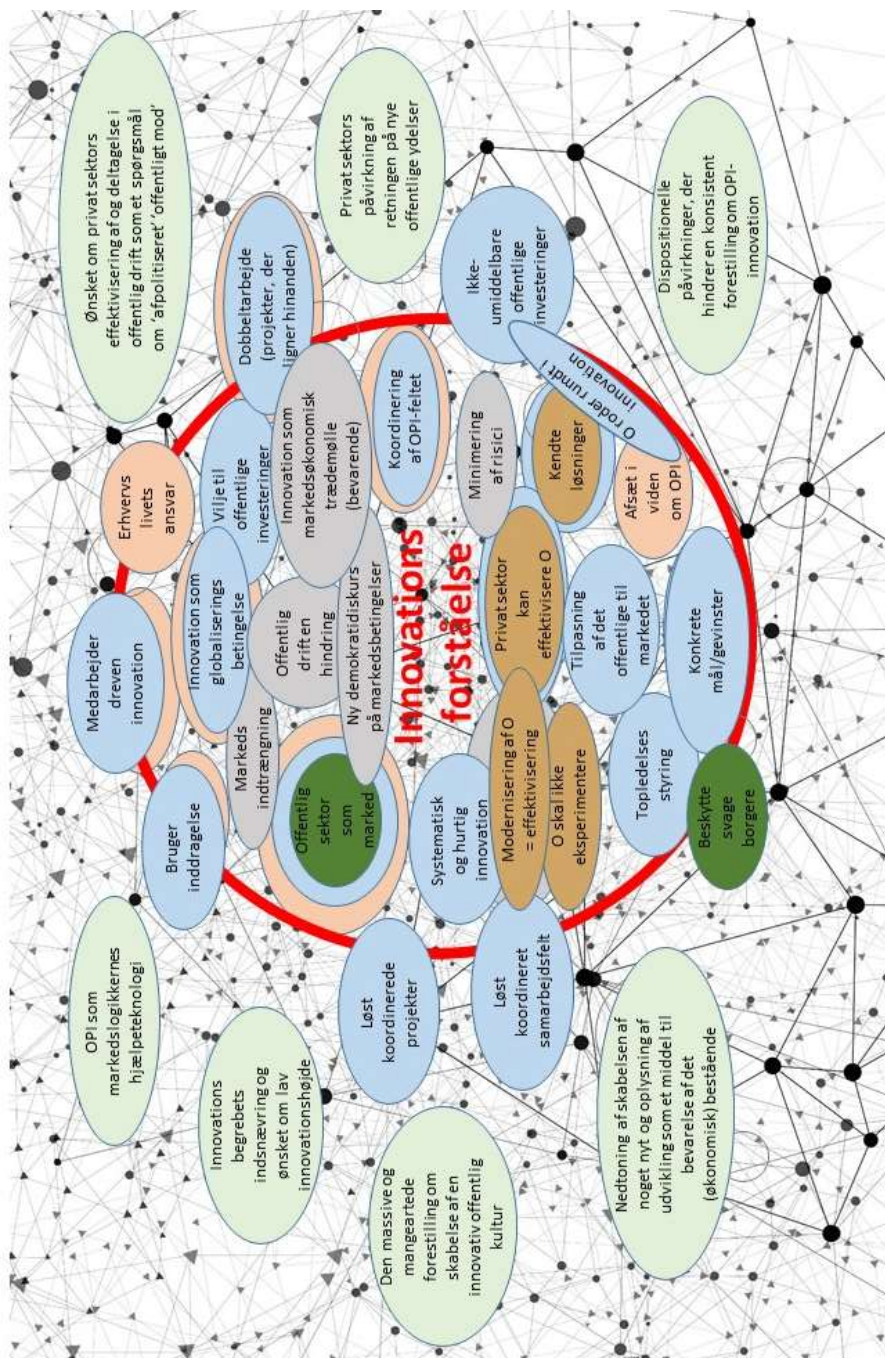 OPI som
markedslogikkernes
hjælpeteknologi
Ønsket om privat sektors
effektivisering af og deltagelse i
offentlig drift som et spørgsmål
om 'afpolitiseret' 'offentligt mod'
Medarbejder
dreven
innovation
Erhvervs
livets
ansvar
Bruger
inddragelse
Innovations
begrebets
indsnævring og
ønsket om lav
innovationshøjde
Innovation som
globaliserings
betingelse
Vilje til
offentlige
investeringer
Dobbeltarbejde
(projekter, der
ligner hinanden)
Markeds
indtrængning
Offentlig
driften
hindring
Innovation som
markedsøkonomisk
trædemølle
(bevarende)
Privat sektors
påvirkning af
retningen på nye
offentlige ydelser
Offentlig
sektor
som
marked
Ny demokratidiskurs
på markedsbetingelser
Løst
koordinerede
projekter
Koordinering
af OPI-feltet
Den massive og
mangeartede
forestilling om
skabelse af en
innovativ offentlig
kultur
Innovations
forståelse
Systematisk
og hurtig
innovation
Minimering
af risici
Ikke-
umiddelbare
offentlige
investeringer
Modernisering af O
= effektivisering
Privat sektor
kan
effektivisere O
Løst
koordineret
samarbejdsfelt
O skal ikke
eksperimentere
Kendte
løsninger
O roder rundt i
innovation
Tilpasning
af det
offentlige til
markedet
Afsæt i
viden
om OPI
Topledelses
styring
Nedtoning af skabelsen af
noget nyt og oplysning af
udvikling som et middel til
bevarelse af det
(økonomisk) bestående
Beskytte
svage
borgere
Konkrete
mål/gevinster
Dispositionelle
påvirkninger, der
hindrer en konsistent
forestilling om OPI-
innovation